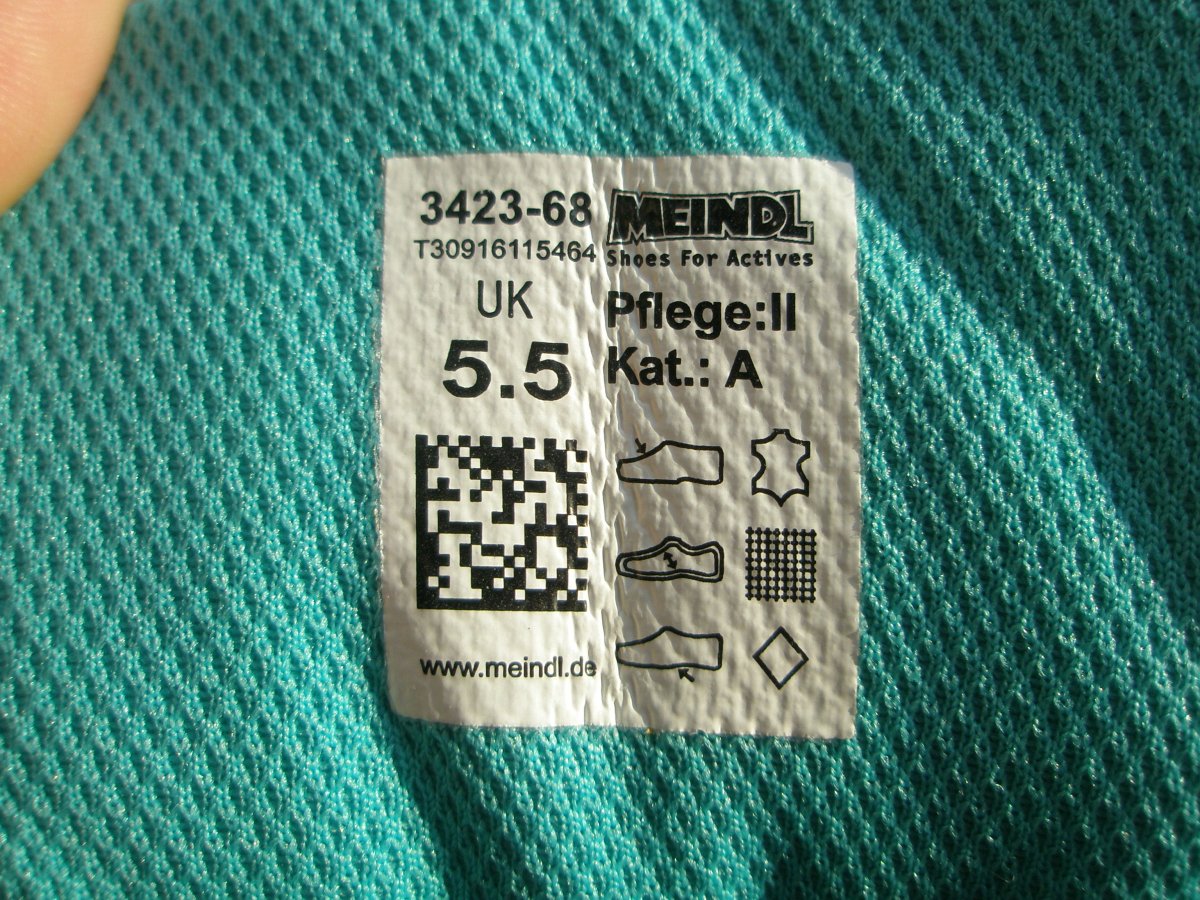 3423-68
T30916115464
UK
5.5
www.meindl.de
MEINDL
Shoes For Actives
Pflege:II
Kat.: A